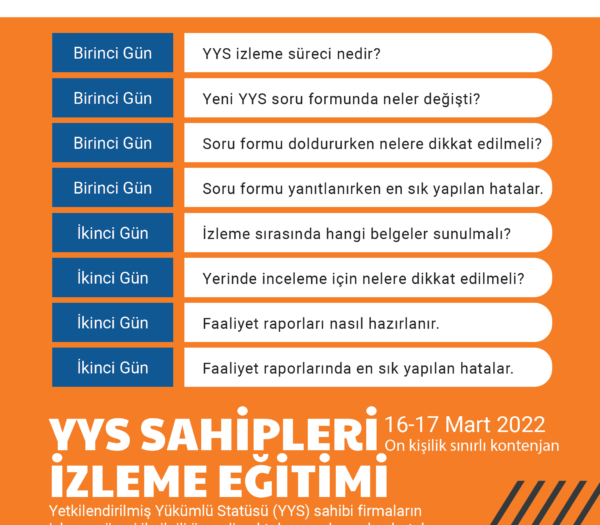 Birinci Gün YYS izleme süreci nedir?
Birinci Gün Yeni YYS soru formunda neler değişti?
Birinci Gün Soru formu doldururken nelere dikkat edilmeli?
Birinci Gün Soru formu yanıtlanırken en sık yapılan hatalar.
İkinci Gün İzleme sırasında hangi belgeler sunulmalı?
İkinci Gün Yerinde inceleme için nelere dikkat edilmeli?
İkinci Gün Faaliyet raporları nasıl hazırlanır.
İkinci Gün Faaliyet raporlarında en sık yapılan hatalar.
YYS SAHİPLERİ
İZLEME EĞİTİMİ
16-17 Mart 2022
On kişilik sınırlı kontenjan
Yetkilendirilmiş Yükümlü Statüsü (YYS) sahibi firmaların